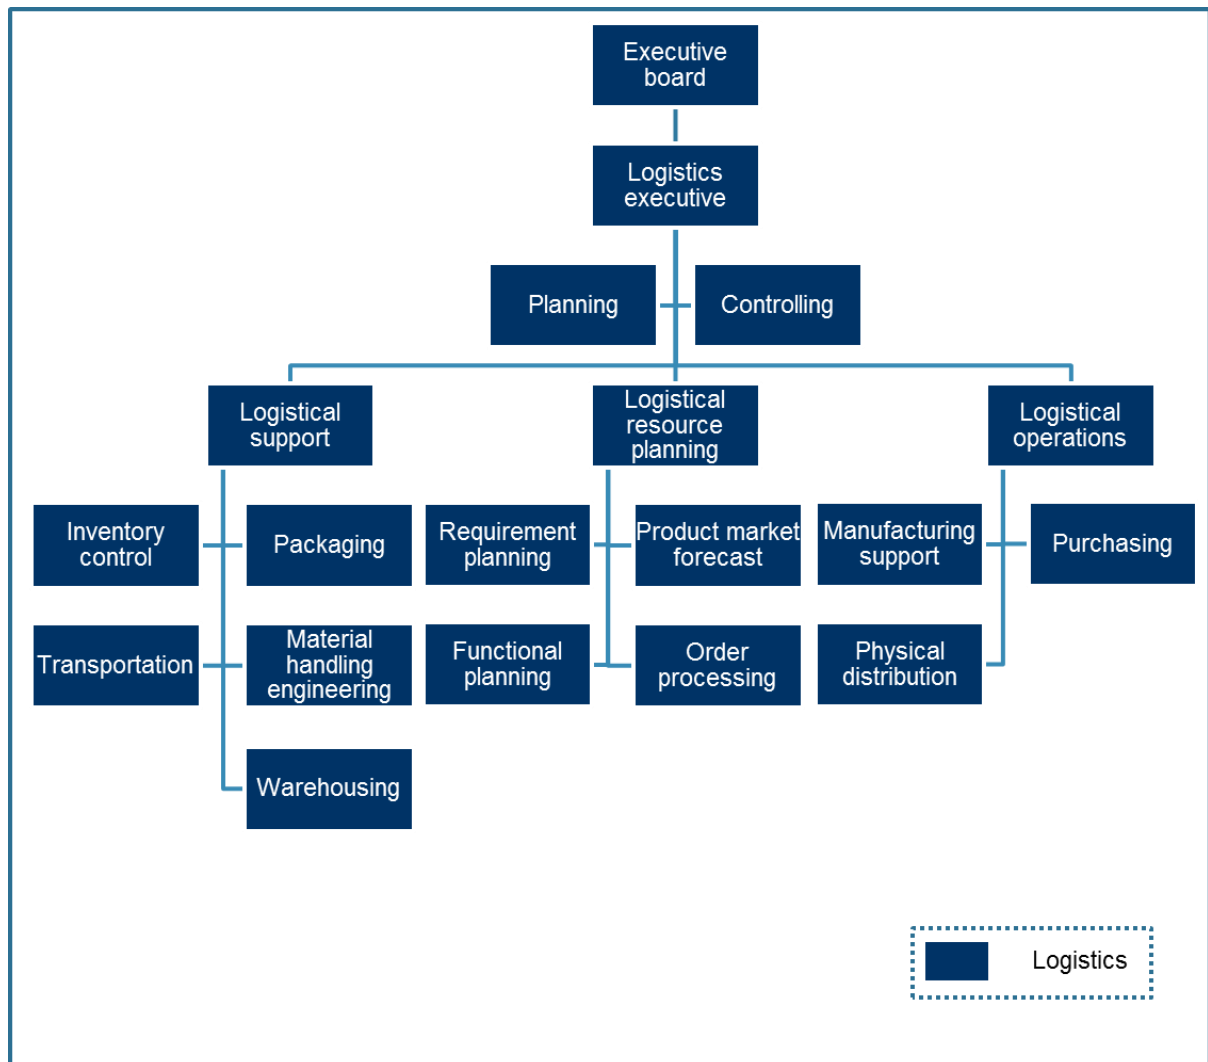 Executive
board
Logistics
executive
Planning
Controlling
Logistical
support
Logistical
resource
planning
Logistical
operations
Inventory
control
Packaging
Requirement
planning
Product market
forecast
Manufacturing
support
Purchasing
Transportation
Material
handling
engineering
Functional
planning
Order
processing
Physical
distribution
Warehousing
Logistics